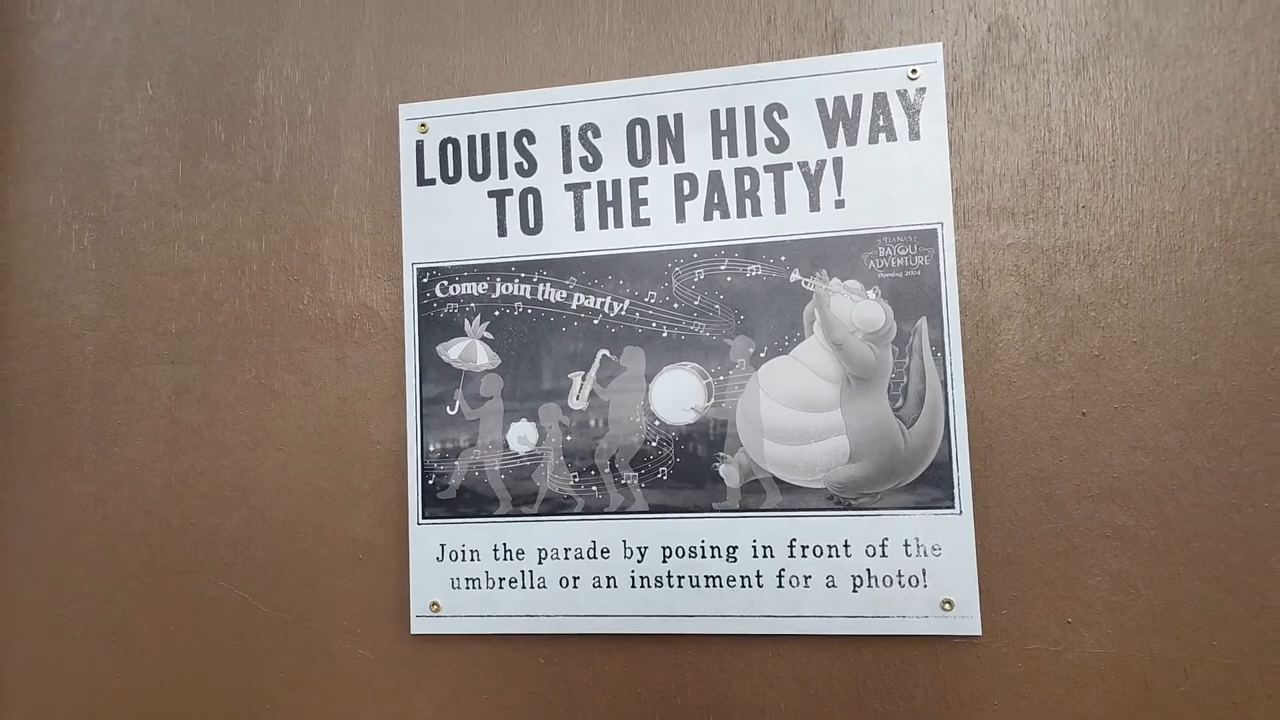 LOUIS IS ON HIS WAY
TO THE PARTY!
TIANA'S
BAYOU
ADVENTURE
Opening 2024
Come join the party!
Join the parade by posing in front of the
umbrella or an instrument for a photo!